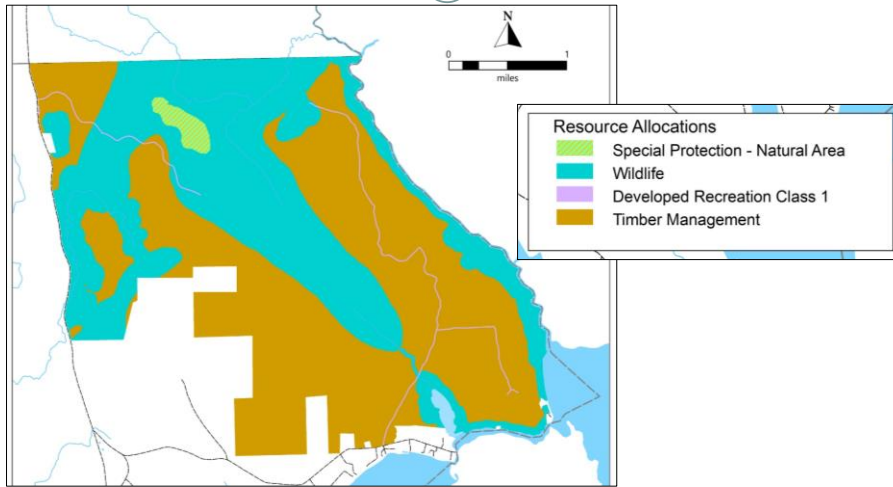 N
0 1
miles
Resource Allocations
Special Protection - Natural Area
Wildlife
Developed Recreation Class 1
Timber Management